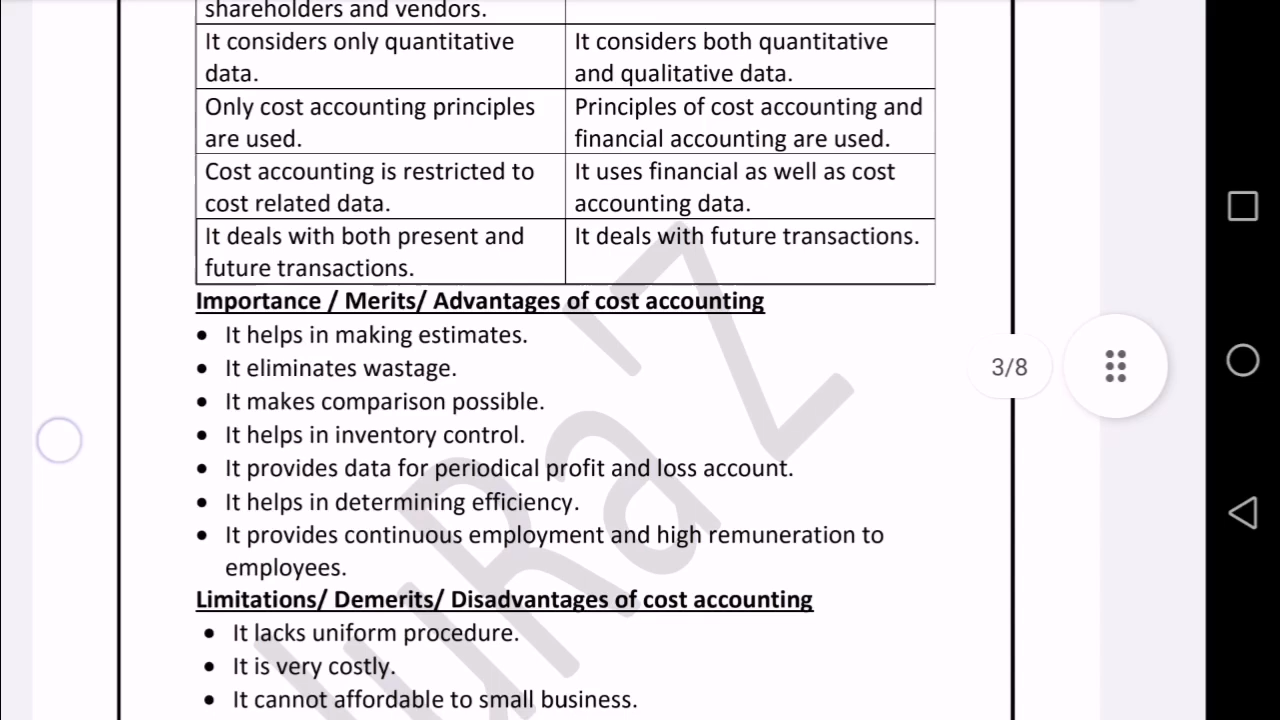 shareholders and vendors.
It considers only quantitative
data.
It considers both quantitative
and qualitative data.
Only cost accounting principles
are used.
Principles of cost accounting and
financial accounting are used.
Cost accounting is restricted to
cost related data.
It uses financial as well as cost
accounting data.
It deals with both present and
future transactions.
It deals with future transactions.
Importance / Merits/ Advantages of cost accounting
• It helps in making estimates.
• It eliminates wastage.
• It makes comparison possible.
• It helps in inventory control.
• It provides data for periodical profit and loss account.
• It helps in determining efficiency.
• It provides continuous employment and high remuneration to
employees.
Limitations/ Demerits/ Disadvantages of cost accounting
• It lacks uniform procedure.
• It is very costly.
• It cannot affordable to small business.
3/8